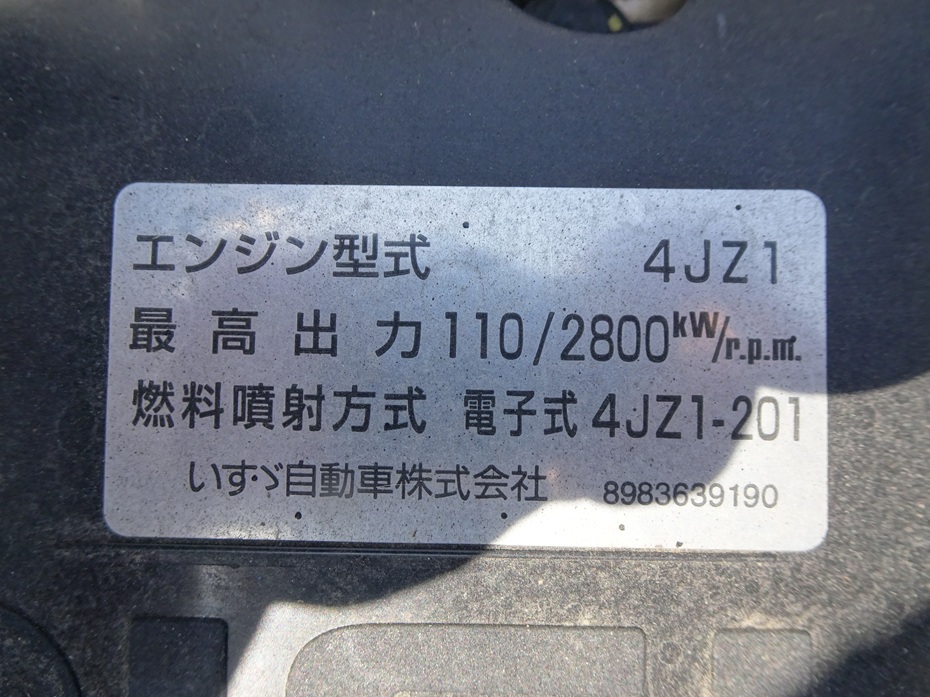 エンジン型式 4JZ1
最高出力 110/2800kW/r.p.m.
燃料噴射方式 電子式 4JZ1-201
いすゞ自動車株式会社 8983639190